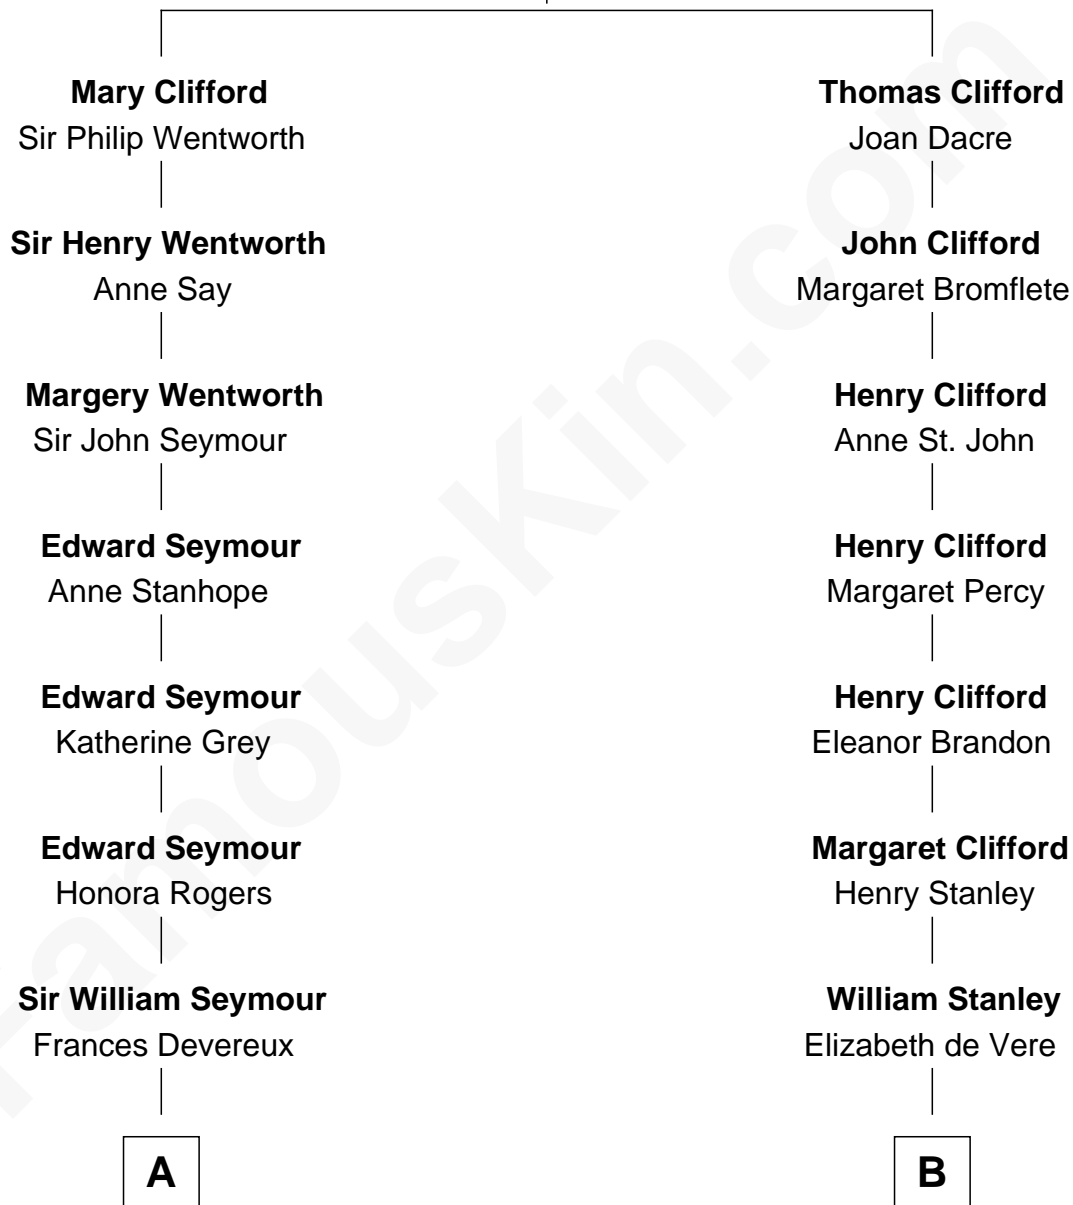 Mary Clifford
Sir Philip Wentworth
Sir Henry Wentworth
Anne Say
Margery Wentworth
Sir John Seymour
Edward Seymour
Anne Stanhope
Edward Seymour
Katherine Grey
Edward Seymour
Honora Rogers
Sir William Seymour
Frances Devereux
A
Thomas Clifford
Joan Dacre
John Clifford
Margaret Bromflete
Henry Clifford
Anne St. John
Henry Clifford
Margaret Percy
Henry Clifford
Eleanor Brandon
Margaret Clifford
Henry Stanley
William Stanley
Elizabeth de Vere
B
FamousKin.com